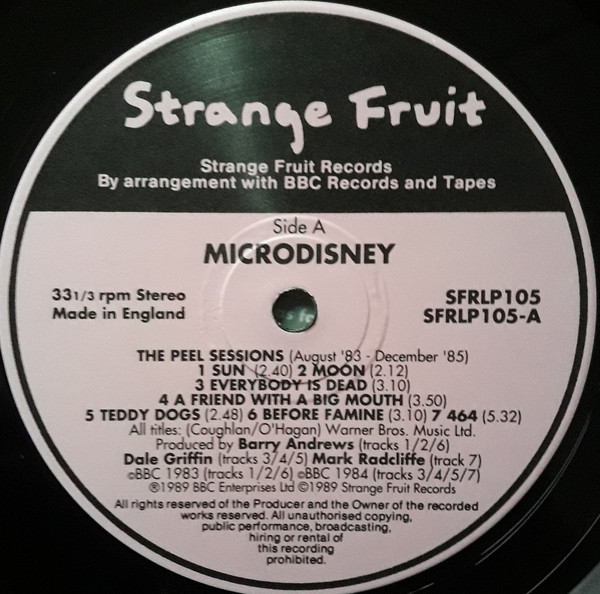 Strange Fruit
Strange Fruit Records
By arrangement with BBC Records and Tapes
Side A
MICRODISNEY
33 1/3 rpm Stereo
Made in England
SFRLP105
SFRLP105-A
THE PEEL SESSIONS (August '83 - December '85)
1 SUN (2.40) 2 MOON (2.12)
3 EVERYBODY IS DEAD (3.10)
4 A FRIEND WITH A BIG MOUTH (3.50)
5 TEDDY DOGS (2.48) 6 BEFORE FAMINE (3.10) 7 464 (5.32)
All titles: (Coughlan/O'Hagan) Warner Bros. Music Ltd.
Produced by Barry Andrews (tracks 1/2/6)
Dale Griffin (tracks 3/4/5) Mark Radcliffe (track 7)
©BBC 1983 (tracks 1/2/6) ©BBC 1984 (tracks 3/4/5/7)
℗1989 BBC Enterprises Ltd ©1989 Strange Fruit Records
All rights reserved of the Producer and the Owner of the recorded
works reserved. All unauthorised copying,
public performance, broadcasting,
hiring or rental of
this recording
prohibited.